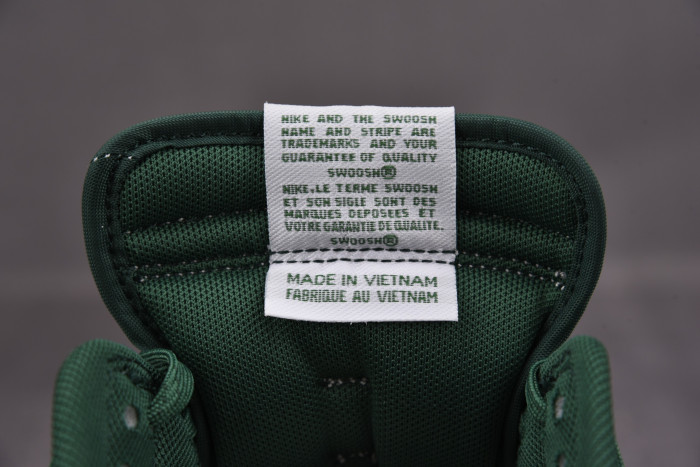 NIKE AND THE SWOOSH
NAME AND STRIPE ARE
TRADEMARKS AND YOUR
GUARANTEE OF QUALITY
SWOOSH®
NIKE, LE TERME SWOOSH
ET SON SIGLE SONT DES
MARQUES DEPOSEES ET
VOTRE GARANTIE DE QUALITE.
SWOOSH®
MADE IN VIETNAM
FABRIQUE AU VIETNAM